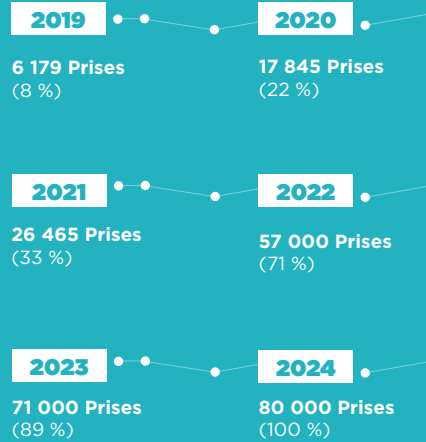 2019
6 179 Prises
(8 %)
2020
17 845 Prises
(22 %)
2021
26 465 Prises
(33 %)
2022
57 000 Prises
(71 %)
2023
71 000 Prises
(89 %)
2024
80 000 Prises
(100 %)